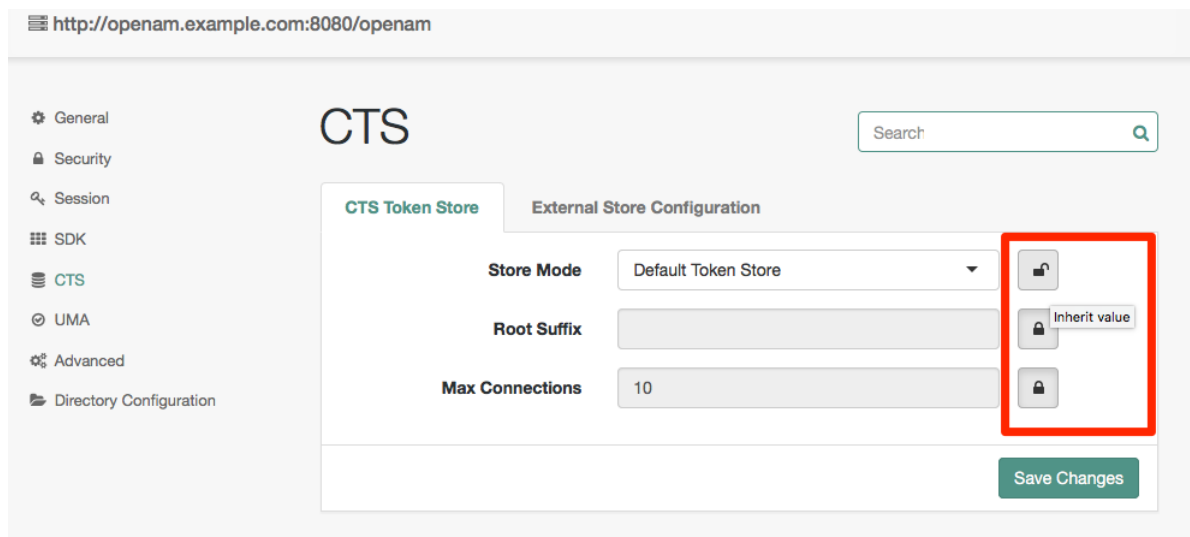 http://openam.example.com:8080/openam
General
Security
Session
SDK
CTS
UMA
Advanced
Directory Configuration
CTS
Search
CTS Token Store
External Store Configuration
Store Mode
Default Token Store
Inherit value
Root Suffix
Max Connections
10
Save Changes